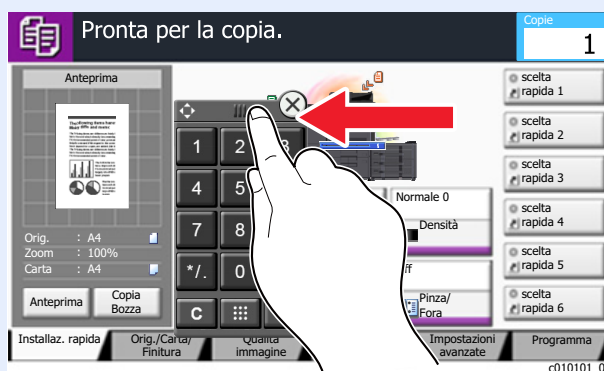 Pronta per la copia.
Copie
1
Anteprima
Orig. : A4
Zoom : 100%
Carta : A4
Anteprima
Copia
Bozza
1
2
3
4
5
7
8
*/.
0
C
Normale 0
Densità
Pinza/
Fora
scelta
rapida 1
scelta
rapida 2
scelta
rapida 3
scelta
rapida 4
scelta
rapida 5
scelta
rapida 6
Installaz. rapida
Orig./Carta/
Finitura
Qualità
immagine
Impostazioni
avanzate
Programma
c010101_0